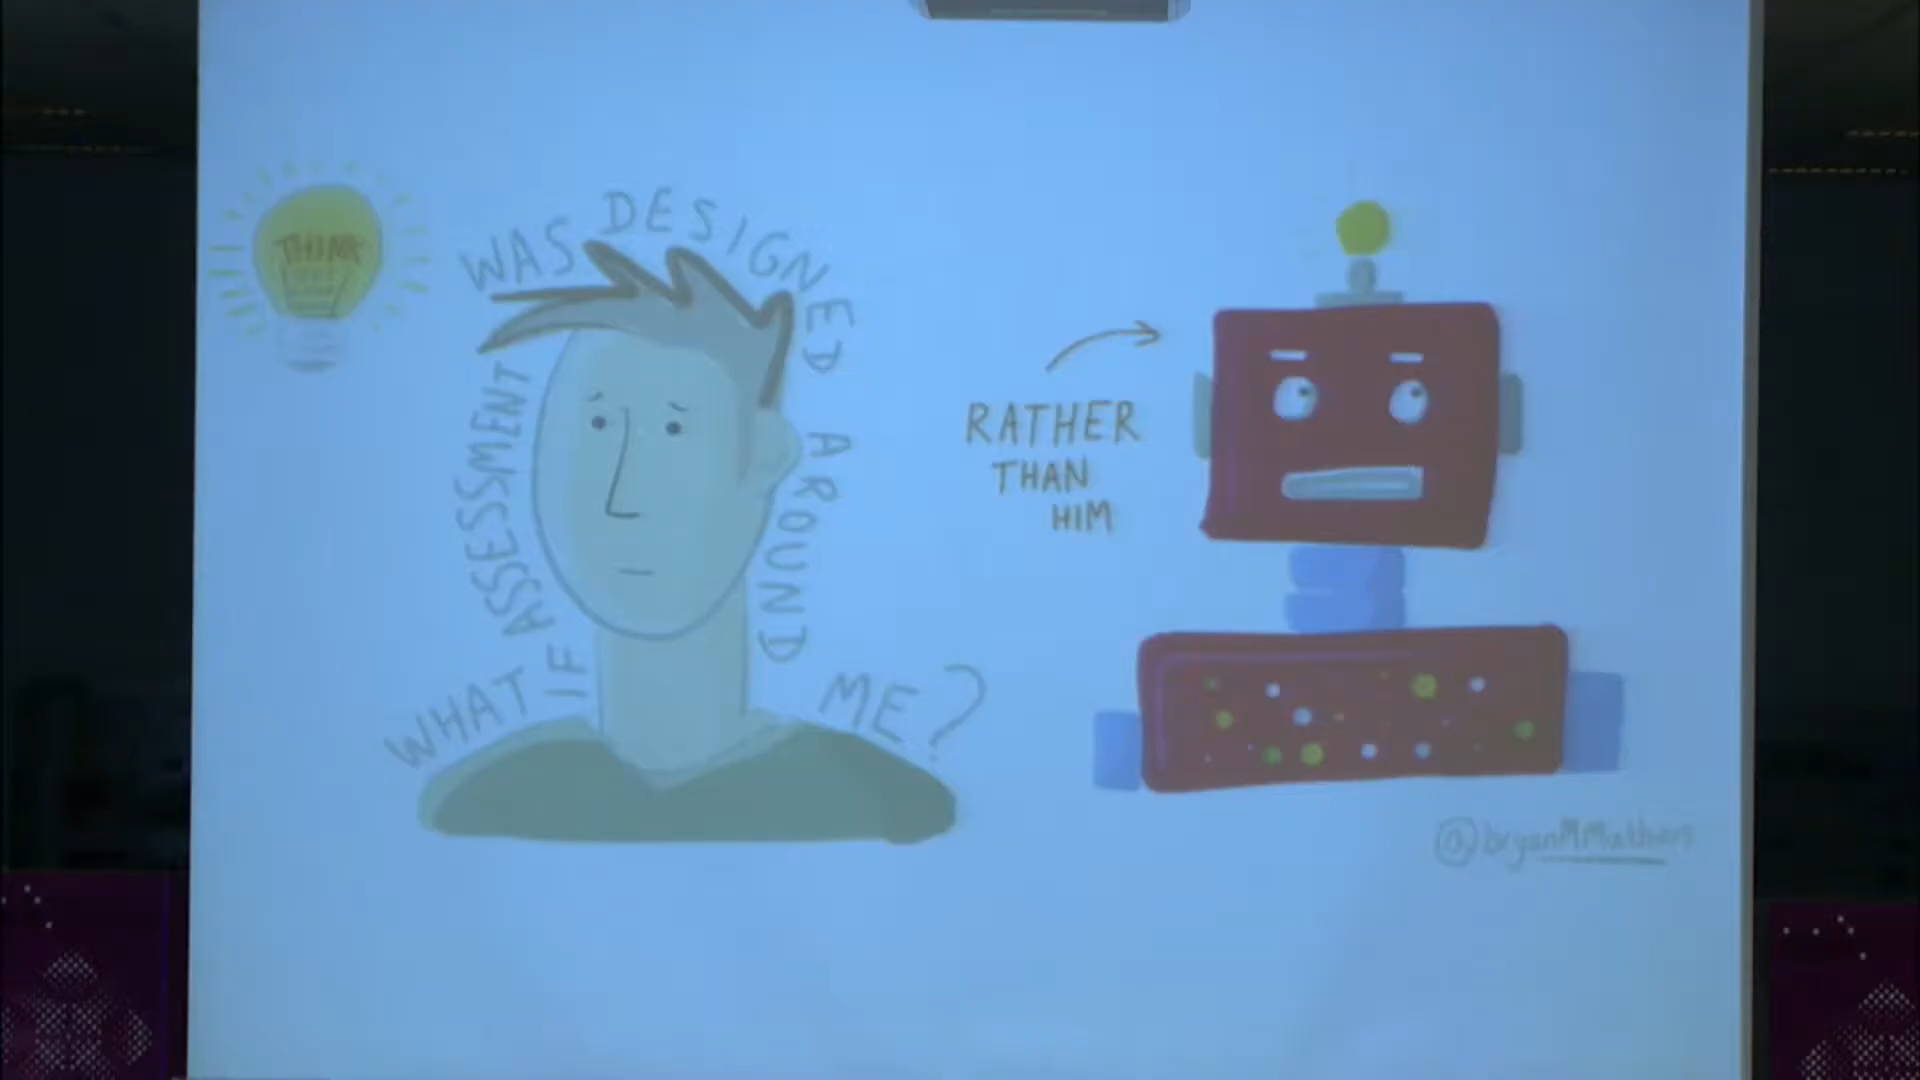 THINK
WHAT IF ASSESSMENT WAS DESIGNED AROUND ME?
RATHER
THAN
HIM
@bryanMMathers